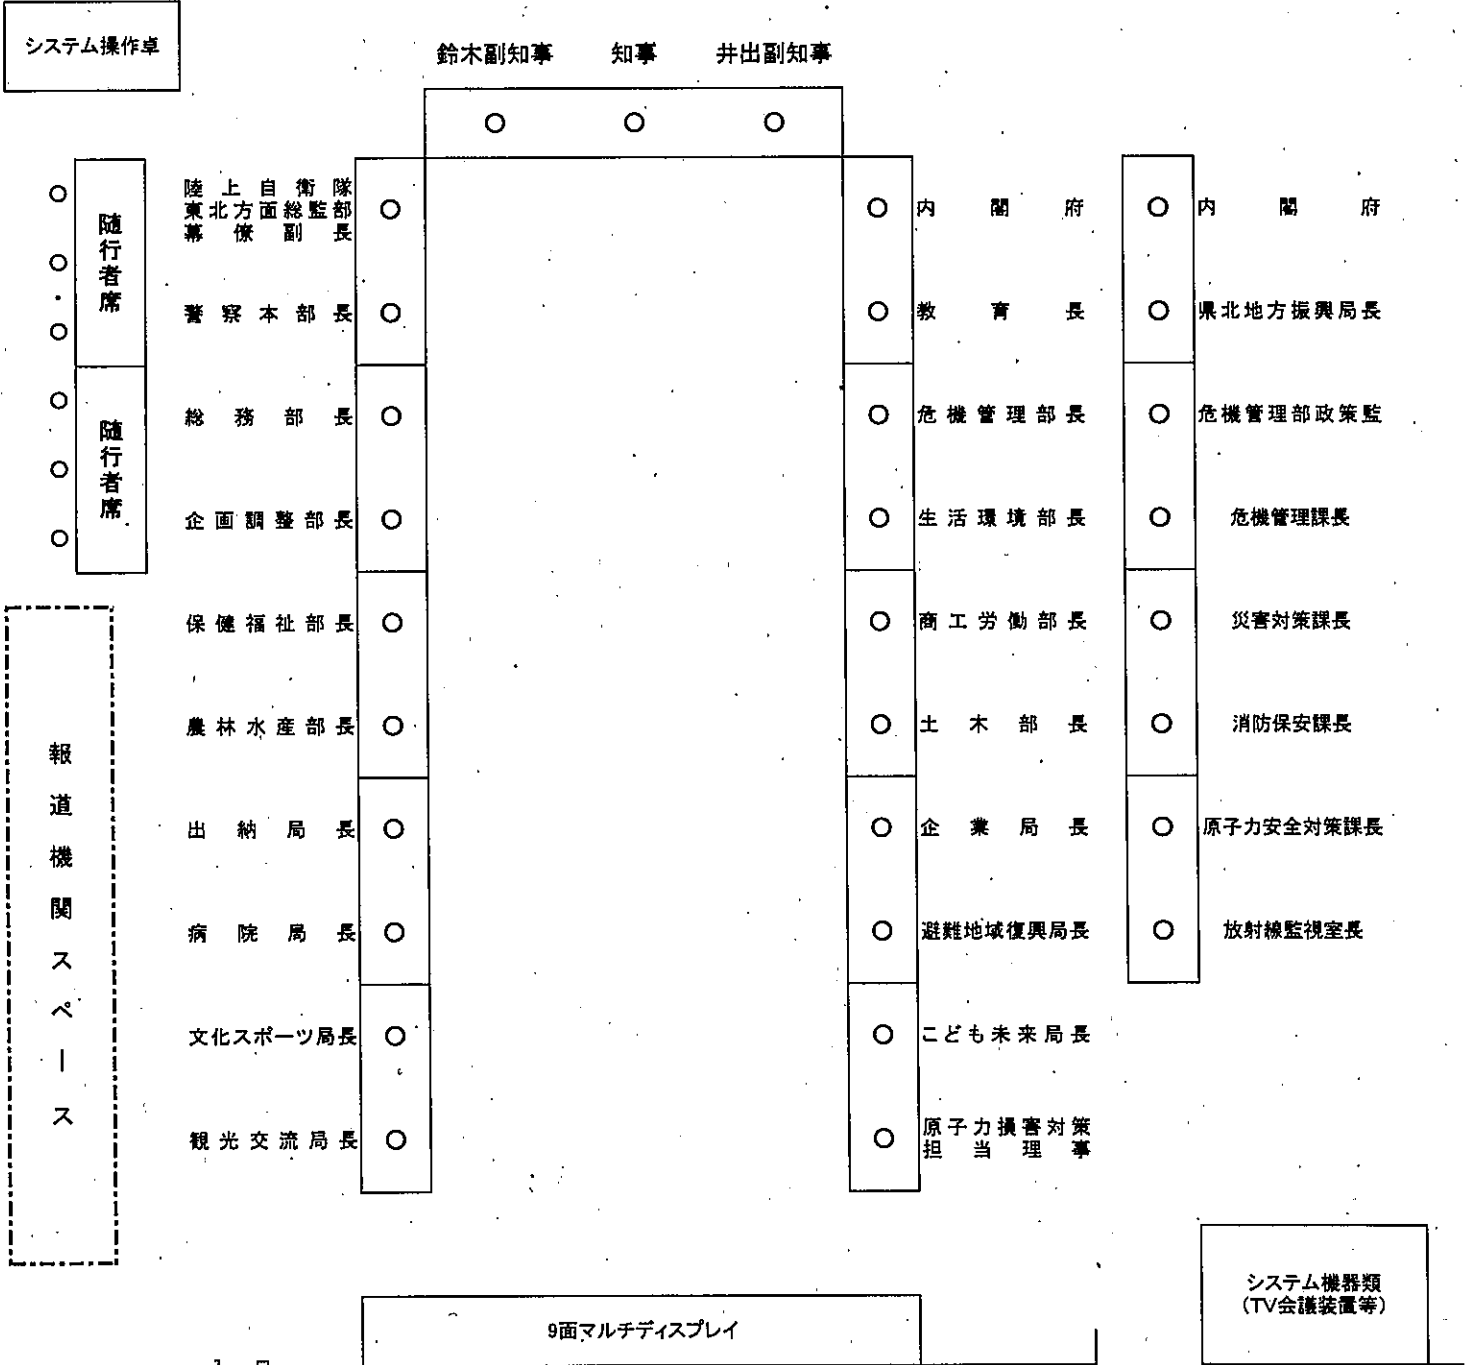 システム操作卓
鈴木副知事 知事 井出副知事
随行者席
随行者席
報道機関スペース
陸上自衛隊
東北方面総監部
幕僚副長
警察本部長
総務部長
企画調整部長
保健福祉部長
農林水産部長
出納局長
病院局長
文化スポーツ局長
観光交流局長
内閣府
教育長
危機管理部長
生活環境部長
商工労働部長
土木部長
企業局長
避難地域復興局長
こども未来局長
原子力損害対策
担当理事
内閣府
県北地方振興局長
危機管理部政策監
危機管理課長
災害対策課長
消防保安課長
原子力安全対策課長
放射線監視室長
システム機器類
(TV会議装置等)
9面マルチディスプレイ